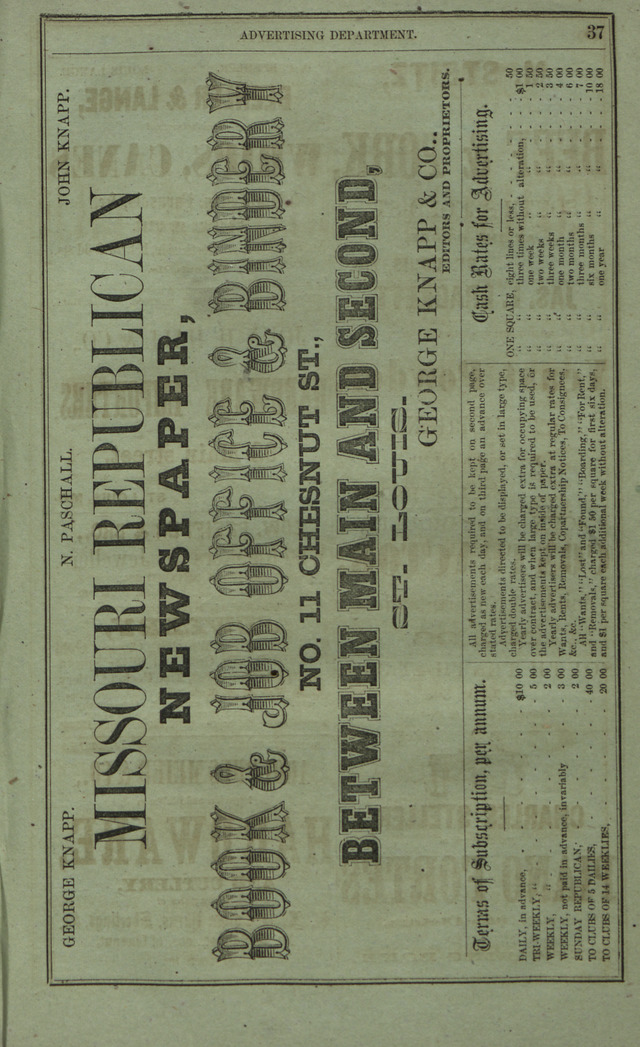 ADVERTISING DEPARTMENT. 37
GEORGE KNAPP. N. PASCHALL. JOHN KNAPP.
MISSOURI REPUBLICAN
NEWSPAPER,
BOOK & JOB OFFICE & BINDERY
NO. 11 CHESNUT ST.,
BETWEEN MAIN AND SECOND,
ST. LOUIS.
GEORGE KNAPP & CO.,
EDITORS AND PROPRIETORS.
Terms of Subscription, per annum.
DAILY, in advance, - - - - $10 00
TRI-WEEKLY, " - - - - 5 00
WEEKLY, " - - - - 2 00
WEEKLY, not paid in advance, invariably - 3 00
SUNDAY REPUBLICAN, - - - - 2 00
TO CLUBS OF 5 DAILIES, - - - - 40 00
TO CLUBS OF 14 WEEKLIES, - - - - 20 00
All advertisements required to be kept on second page,
charged as new each day, and on third page an advance over
stated rates.
Advertisements directed to be displayed, or set in large type,
charged double rates.
Yearly advertisers will be charged extra for occupying space
over contract, and when large type is required to be used, or
the advertisements kept on inside of paper.
Yearly advertisers will be charged extra at regular rates for
Wants, Rents, Removals, Copartnership Notices, To Consignees,
&c., &c.
All "Wants," "Lost" and "Found," "Boarding," "For Rent,"
and "Removals," charged $1 50 per square for first six days,
and $1 per square each additional week without alteration.
Cash Rates for Advertising.
ONE SQUARE, eight lines or less, - - - - 50
" " three times without alteration, - $1 00
" " one week " " - - 1 50
" " two weeks " " - - 2 50
" " three weeks " " - - 3 50
" " one month " " - - 4 00
" " two months " " - - 6 00
" " three months " " - - 7 00
" " six months " " - - 10 00
" " one year " " - - 18 00